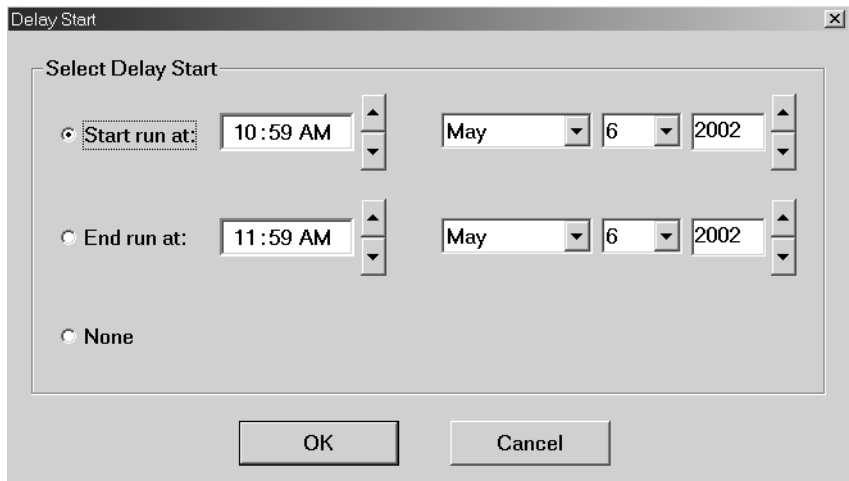 Delay Start
Select Delay Start
Start run at: 10:59 AM May 6 2002
End run at: 11:59 AM May 6 2002
None
OK Cancel